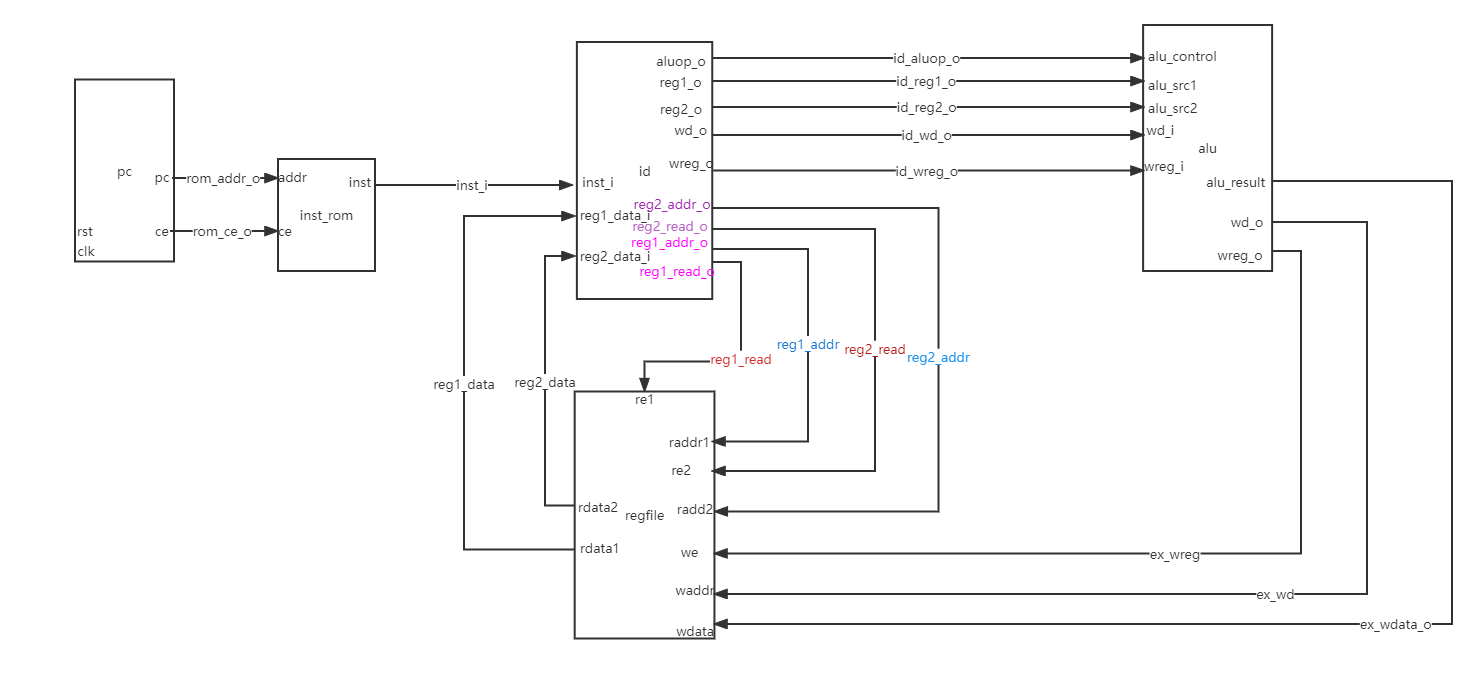 pc
pc
ce
rst
clk
rom_addr_o
rom_ce_o
addr
inst
inst_rom
ce
inst_i
aluop_o
reg1_o
reg2_o
wd_o
wreg_o
id
inst_i
reg2_addr_o
reg1_data_i
reg2_read_o
reg1_addr_o
reg2_data_i
reg1_read_o
id_aluop_o
id_reg1_o
id_reg2_o
id_wd_o
id_wreg_o
alu_control
alu_src1
alu_src2
wd_i
alu
wreg_i
alu_result
wd_o
wreg_o
reg1_read
reg1_addr
reg2_read
reg2_addr
reg1_data
reg2_data
re1
raddr1
re2
rdata2
regfile
radd2
rdata1
we
waddr
wdata
ex_wreg
ex_wd
ex_wdata_o